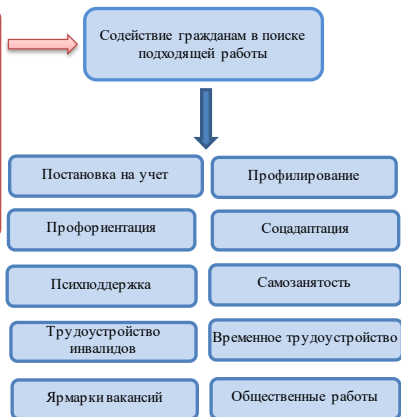 Содействие гражданам в поиске
подходящей работы
Постановка на учет
Профилирование
Профориентация
Соцадаптация
Психподдержка
Самозанятость
Трудоустройство
инвалидов
Временное трудоустройство
Ярмарки вакансий
Общественные работы